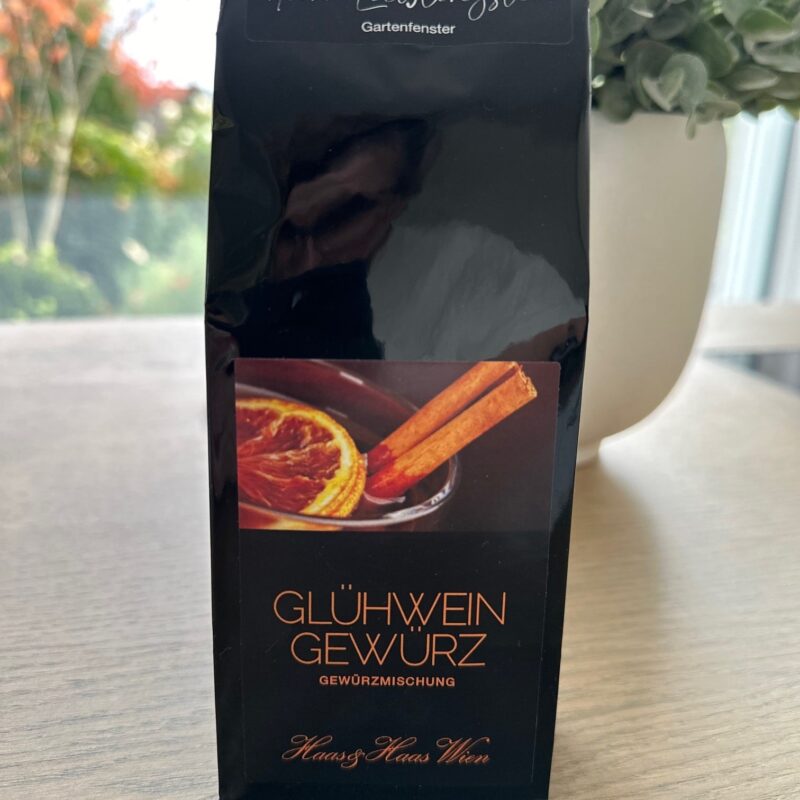 Gartenfenster
GLÜHWEIN
GEWÜRZ
GEWÜRZMISCHUNG
Haas & Haas Wien